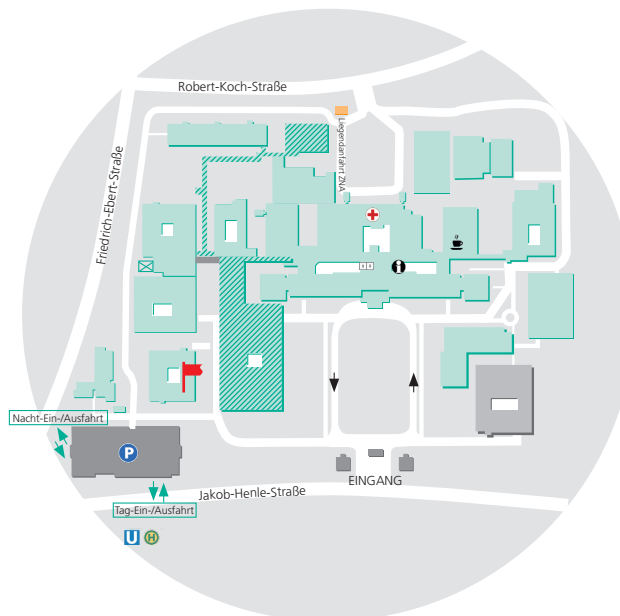 Robert-Koch-Straße
Liegendanfahrt ZNA
Friedrich-Ebert-Straße
Nacht-Ein-/Ausfahrt
P
EINGANG
Jakob-Henle-Straße
Tag-Ein-/Ausfahrt
U H